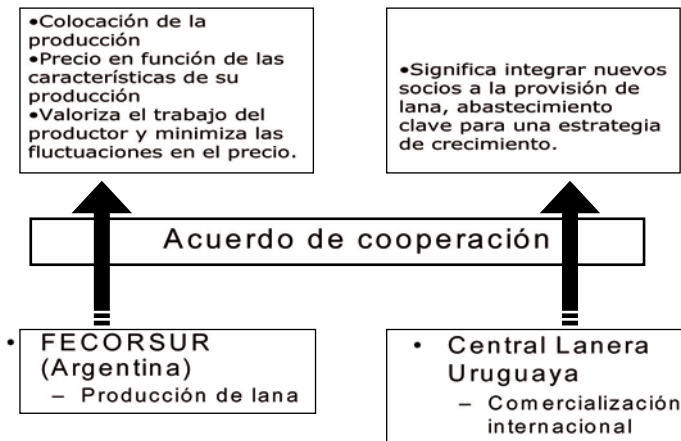 •Colocación de la
producción
•Precio en función de las
características de su
producción
•Valoriza el trabajo del
productor y minimiza las
fluctuaciones en el precio.
•Significa integrar nuevos
socios a la provisión de
lana, abastecimiento
clave para una estrategia
de crecimiento.
Acuerdo de cooperación
• FECORSUR
(Argentina)
– Producción de lana
• Central Lanera
Uruguaya
– Comercialización
internacional